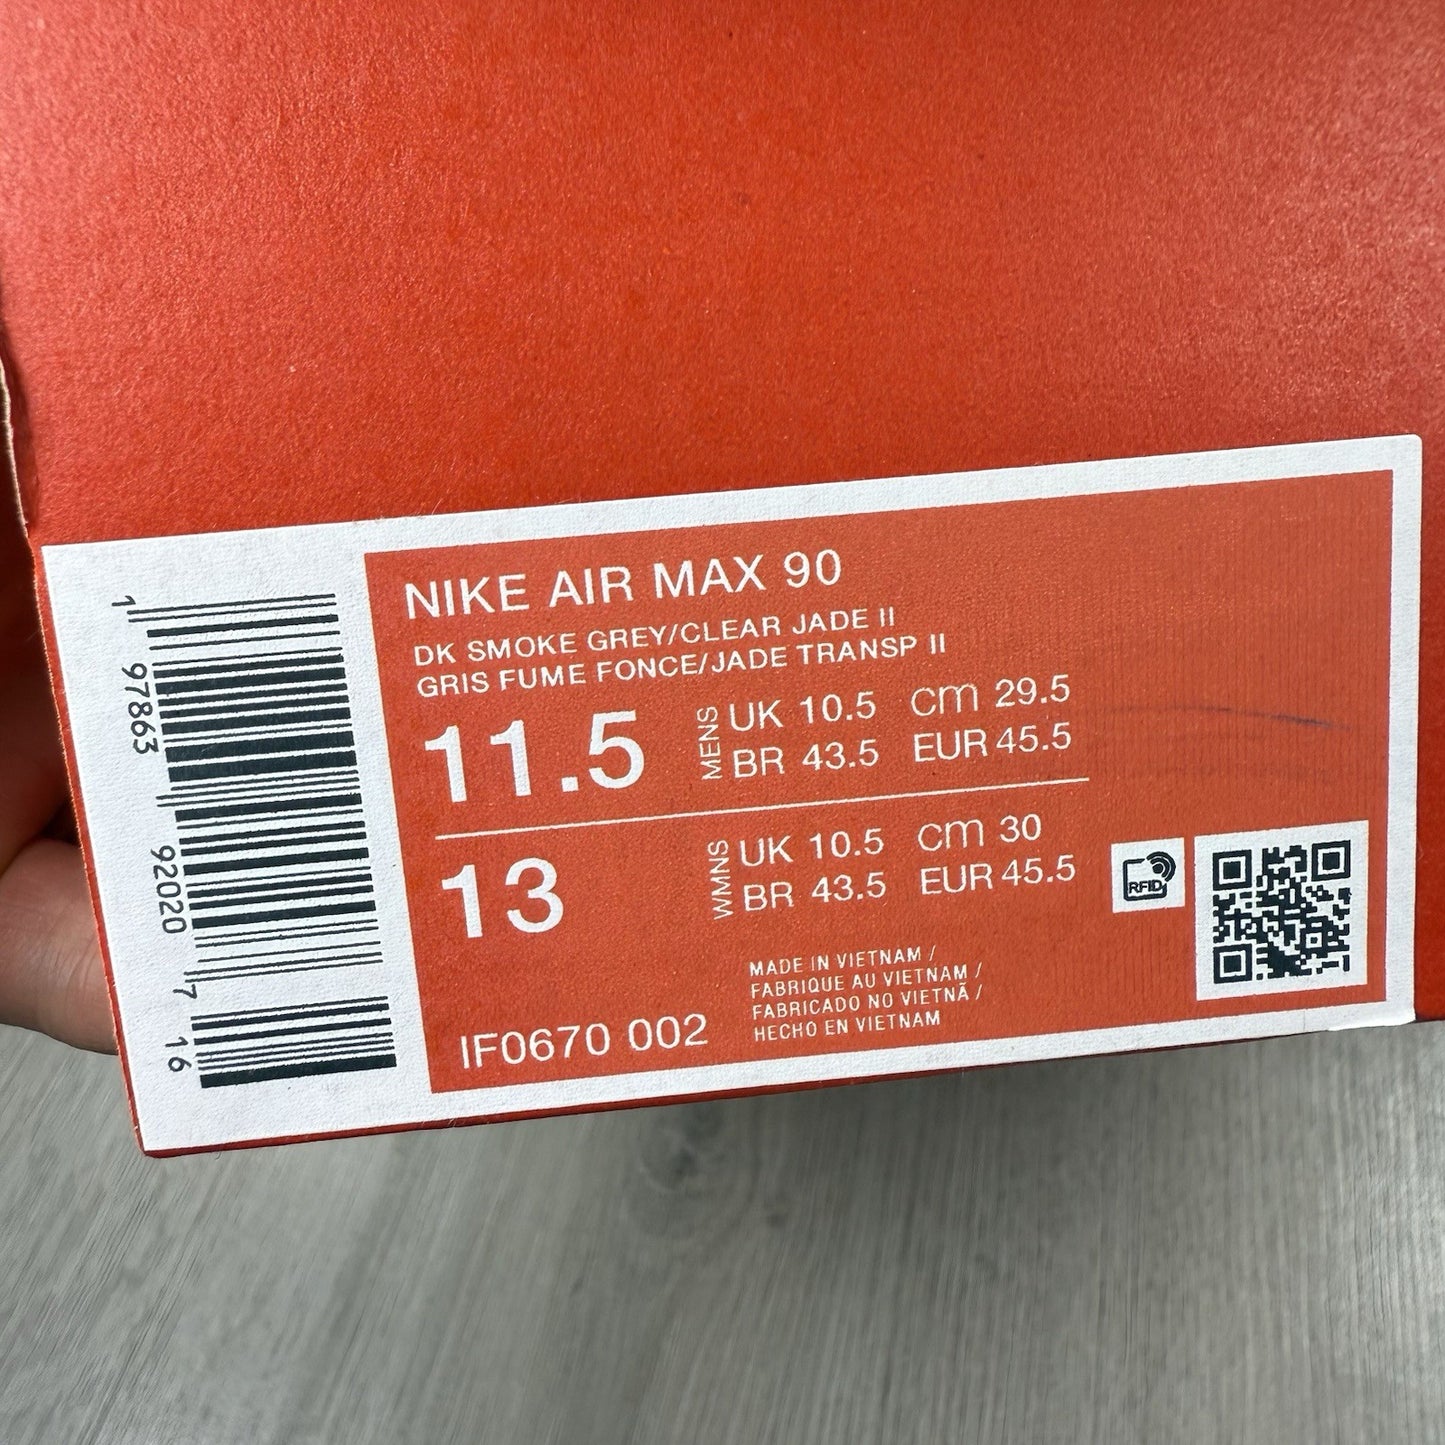 1 97863 92020 7 16
NIKE AIR MAX 90
DK SMOKE GREY/CLEAR JADE II
GRIS FUME FONCE/JADE TRANSP II
11.5 MENS UK 10.5 cm 29.5
BR 43.5 EUR 45.5
13 WMNS UK 10.5 cm 30
BR 43.5 EUR 45.5
RFID
MADE IN VIETNAM /
FABRIQUE AU VIETNAM /
FABRICADO NO VIETNÃ /
HECHO EN VIETNAM
IF0670 002